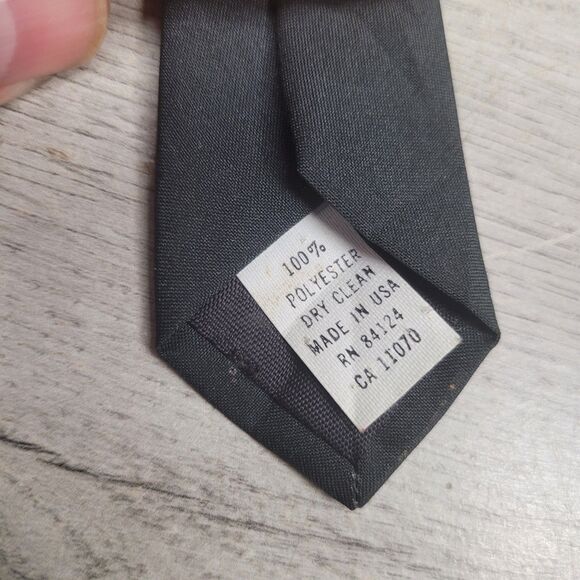 100%
POLYESTER
DRY CLEAN
MADE IN USA
RN 84124
CA 11070